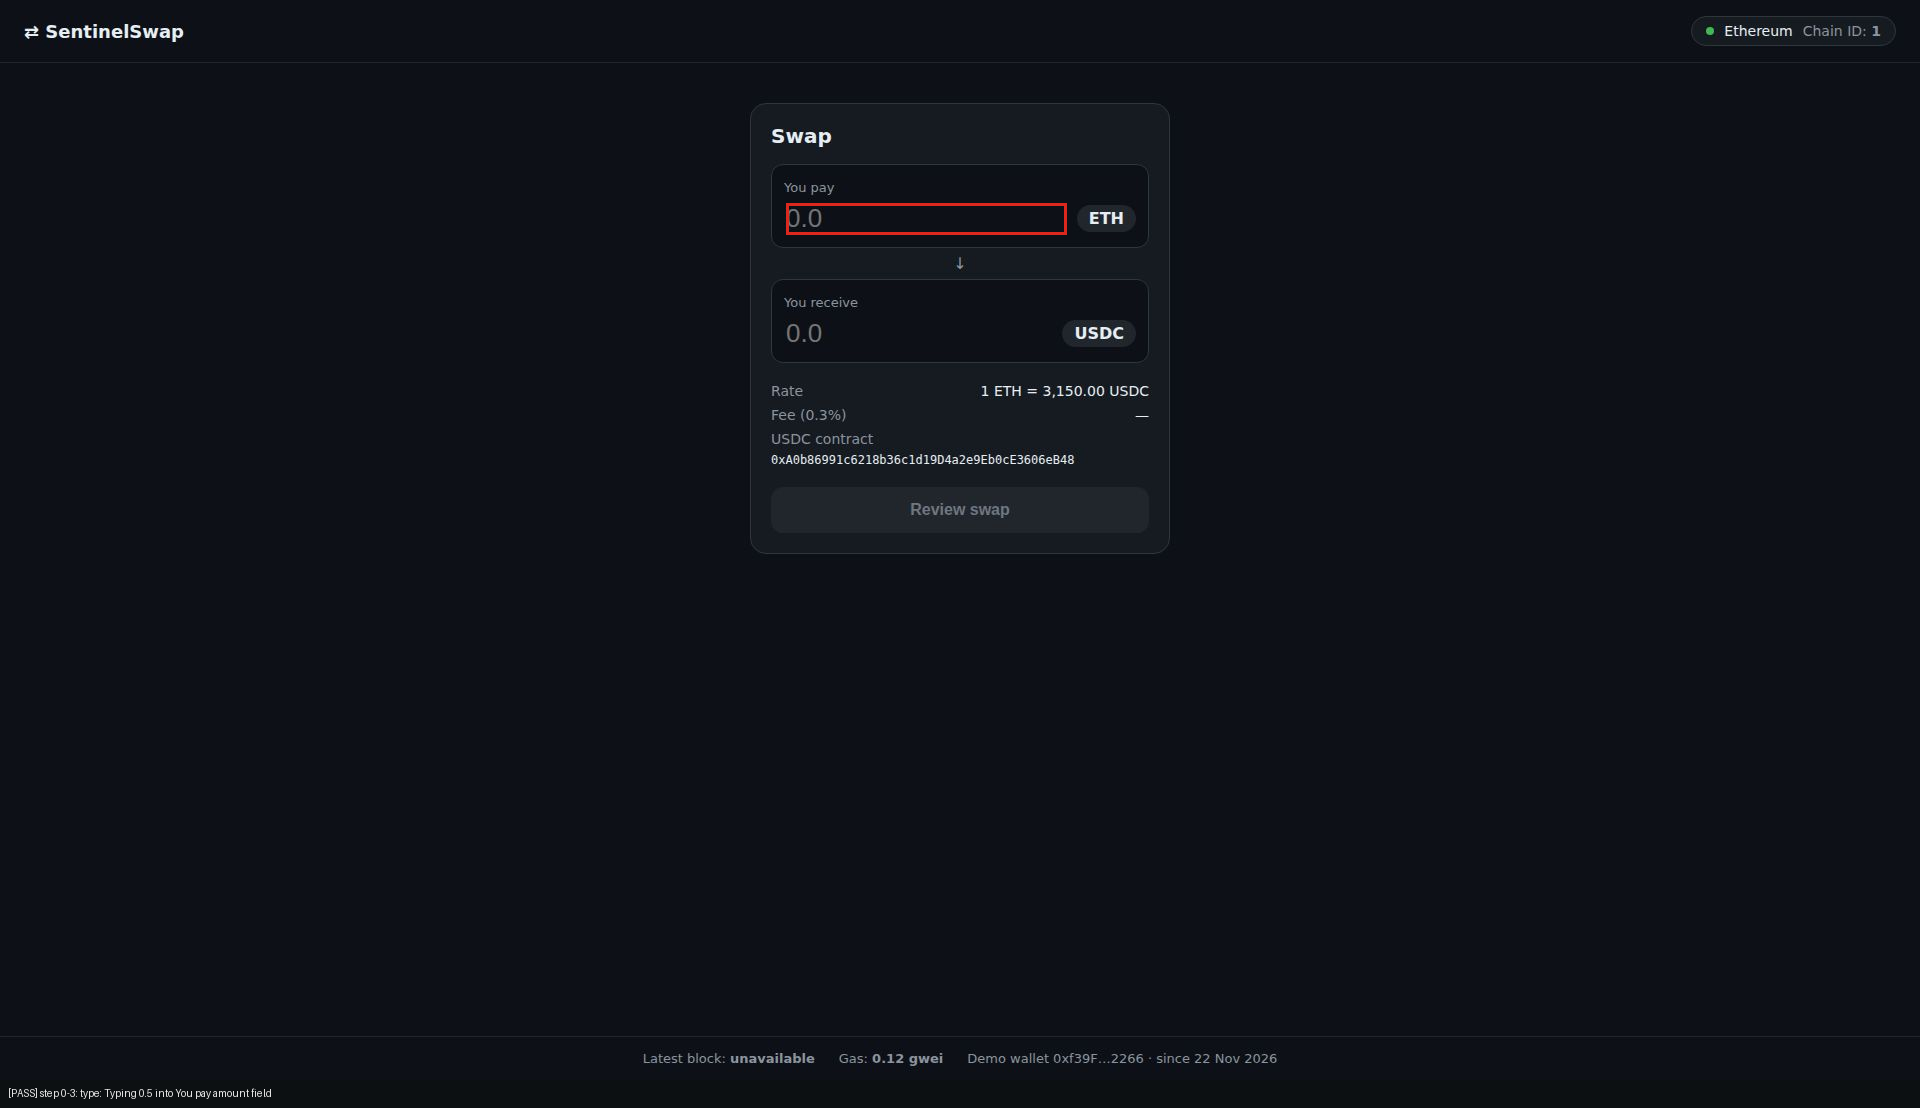 ⇄ SentinelSwap
Ethereum Chain ID: 1
Swap
You pay
0.0 ETH
↓
You receive
0.0 USDC
Rate 1 ETH = 3,150.00 USDC
Fee (0.3%) —
USDC contract
0xA0b86991c6218b36c1d19D4a2e9Eb0cE3606eB48
Review swap
Latest block: unavailable Gas: 0.12 gwei Demo wallet 0xf39F…2266 · since 22 Nov 2026
[PASS] step 0-3: type: Typing 0.5 into You pay amount field